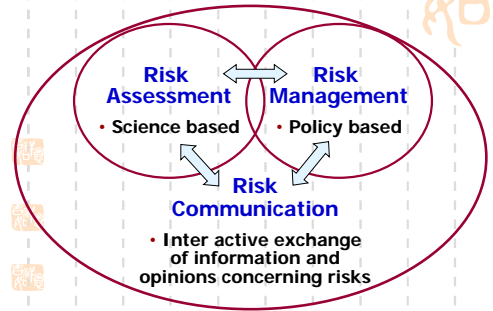 Risk
Assessment
• Science based
Risk
Management
• Policy based
Risk
Communication
• Inter active exchange
of information and
opinions concerning risks